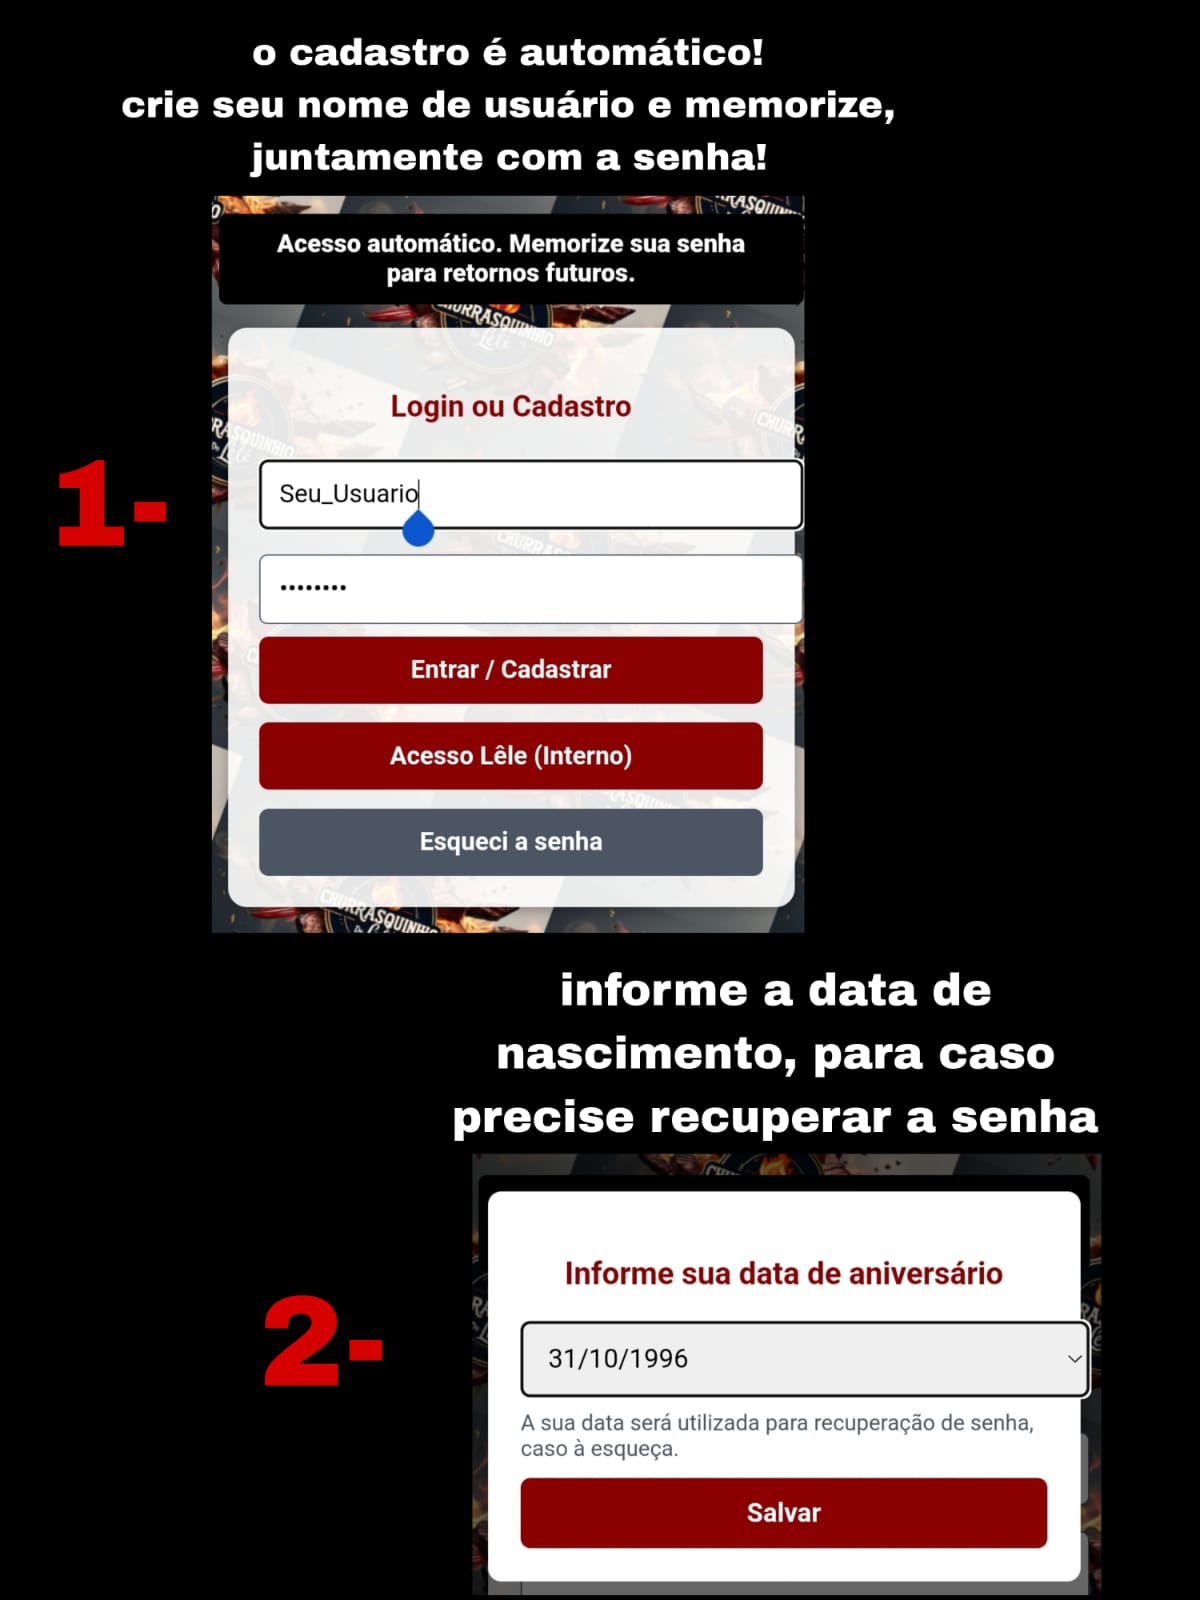 o cadastro é automático!
crie seu nome de usuário e memorize,
juntamente com a senha!
Acesso automático. Memorize sua senha
para retornos futuros.
CHURRASQUINHO
Lelê
Login ou Cadastro
1-
Seu_Usuario
••••••••
Entrar / Cadastrar
Acesso Lêle (Interno)
Esqueci a senha
CHURRASQUINHO
informe a data de
nascimento, para caso
precise recuperar a senha
2-
Informe sua data de aniversário
31/10/1996
A sua data será utilizada para recuperação de senha,
caso à esqueça.
Salvar